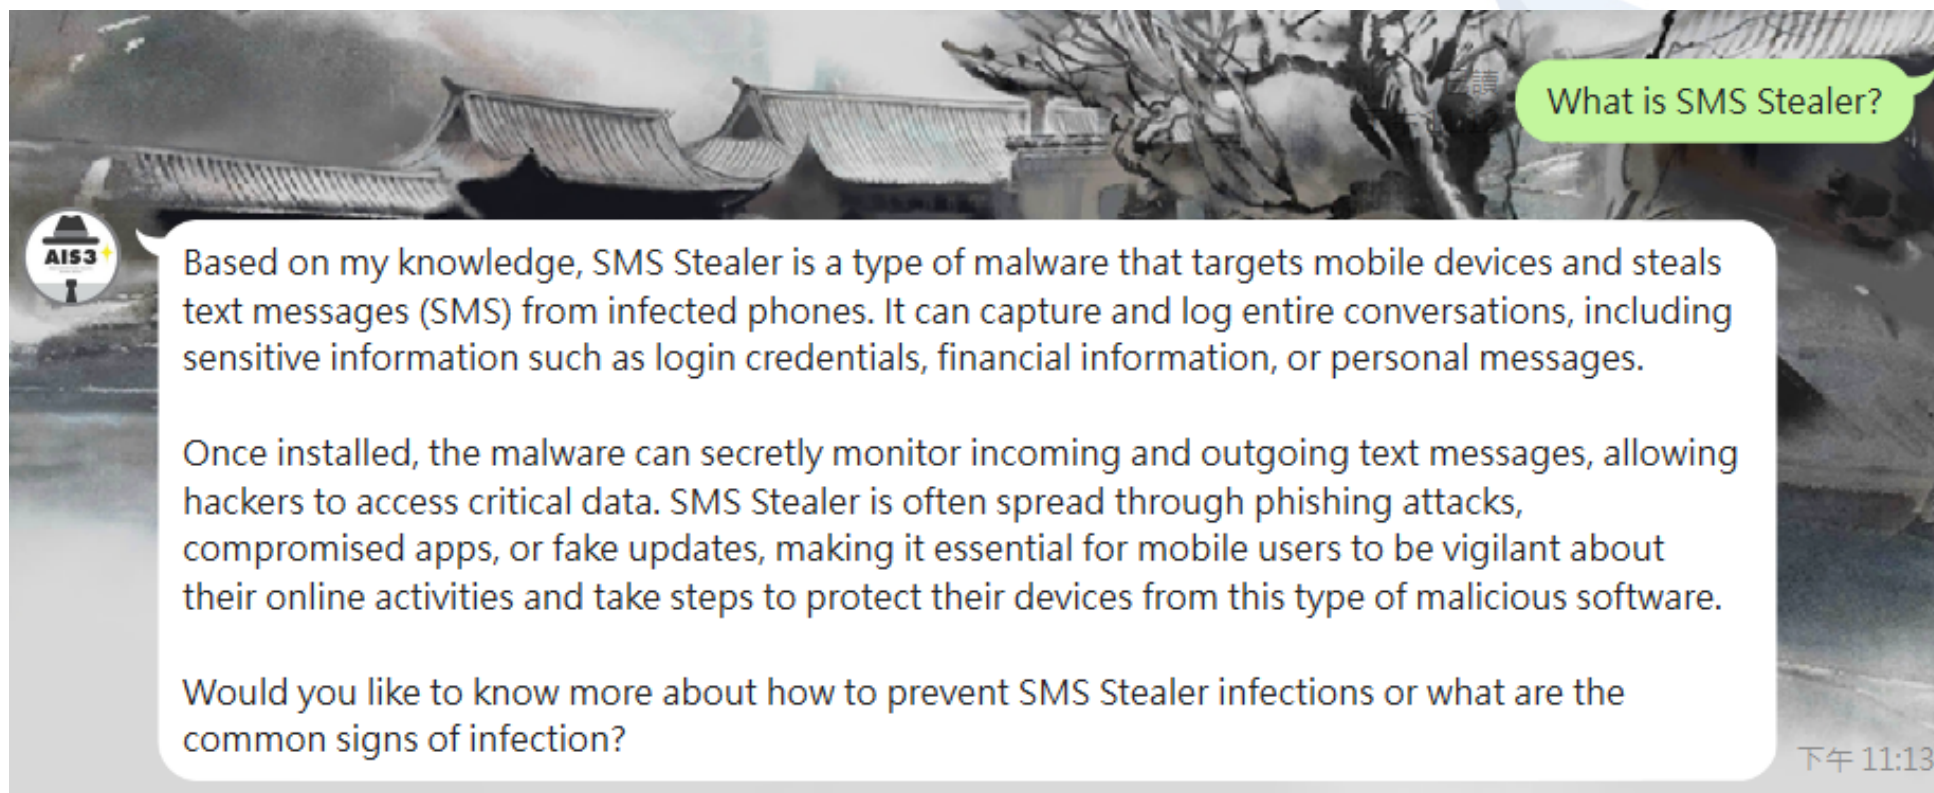 已讀
What is SMS Stealer?
AIS3
Based on my knowledge, SMS Stealer is a type of malware that targets mobile devices and steals
text messages (SMS) from infected phones. It can capture and log entire conversations, including
sensitive information such as login credentials, financial information, or personal messages.
Once installed, the malware can secretly monitor incoming and outgoing text messages, allowing
hackers to access critical data. SMS Stealer is often spread through phishing attacks,
compromised apps, or fake updates, making it essential for mobile users to be vigilant about
their online activities and take steps to protect their devices from this type of malicious software.
Would you like to know more about how to prevent SMS Stealer infections or what are the
common signs of infection?
下午 11:13